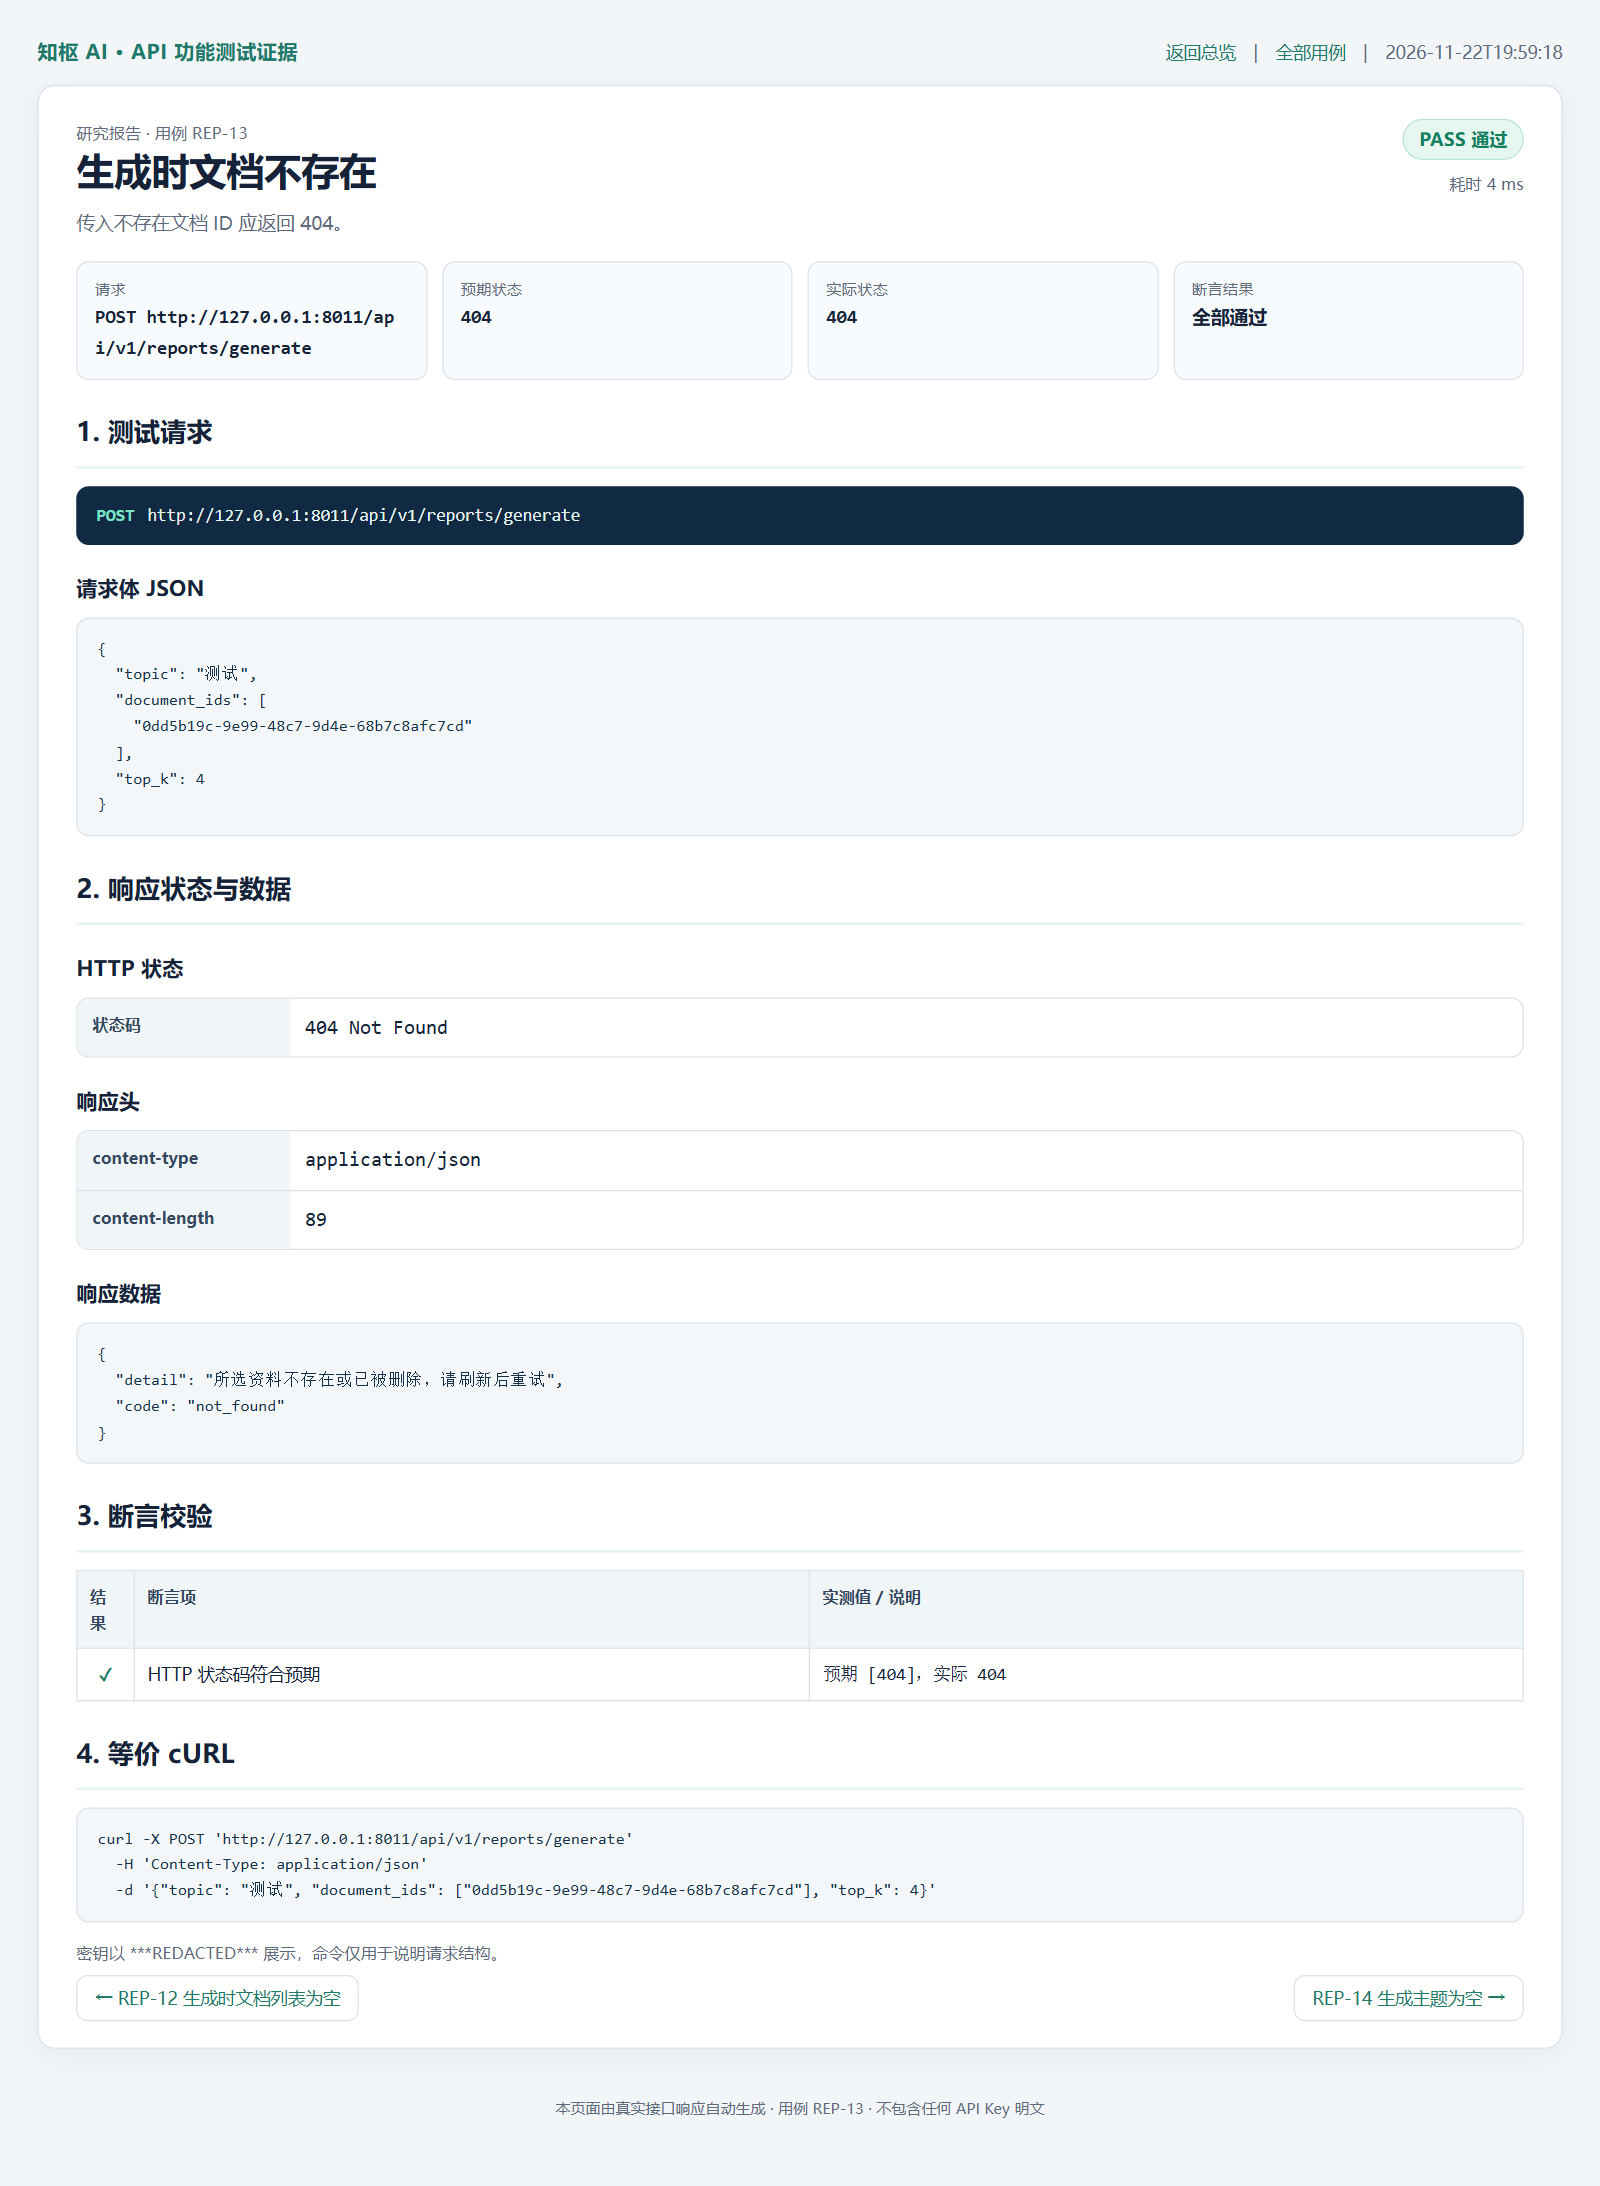 知枢 AI • API 功能测试证据
返回总览 | 全部用例 | 2026-11-22T19:59:18
研究报告 · 用例 REP-13
生成时文档不存在
传入不存在文档 ID 应返回 404。
PASS 通过
耗时 4 ms
请求
POST http://127.0.0.1:8011/ap
i/v1/reports/generate
预期状态
404
实际状态
404
断言结果
全部通过
1. 测试请求
POST http://127.0.0.1:8011/api/v1/reports/generate
请求体 JSON
{
  "topic": "测试",
  "document_ids": [
    "0dd5b19c-9e99-48c7-9d4e-68b7c8afc7cd"
  ],
  "top_k": 4
}
2. 响应状态与数据
HTTP 状态
状态码 404 Not Found
响应头
content-type application/json
content-length 89
响应数据
{
  "detail": "所选资料不存在或已被删除，请刷新后重试",
  "code": "not_found"
}
3. 断言校验
结果 断言项 实测值 / 说明
✓ HTTP 状态码符合预期 预期 [404]，实际 404
4. 等价 cURL
curl -X POST 'http://127.0.0.1:8011/api/v1/reports/generate'
  -H 'Content-Type: application/json'
  -d '{"topic": "测试", "document_ids": ["0dd5b19c-9e99-48c7-9d4e-68b7c8afc7cd"], "top_k": 4}'
密钥以 ***REDACTED*** 展示，命令仅用于说明请求结构。
← REP-12 生成时文档列表为空
REP-14 生成主题为空 →
本页面由真实接口响应自动生成 · 用例 REP-13 · 不包含任何 API Key 明文